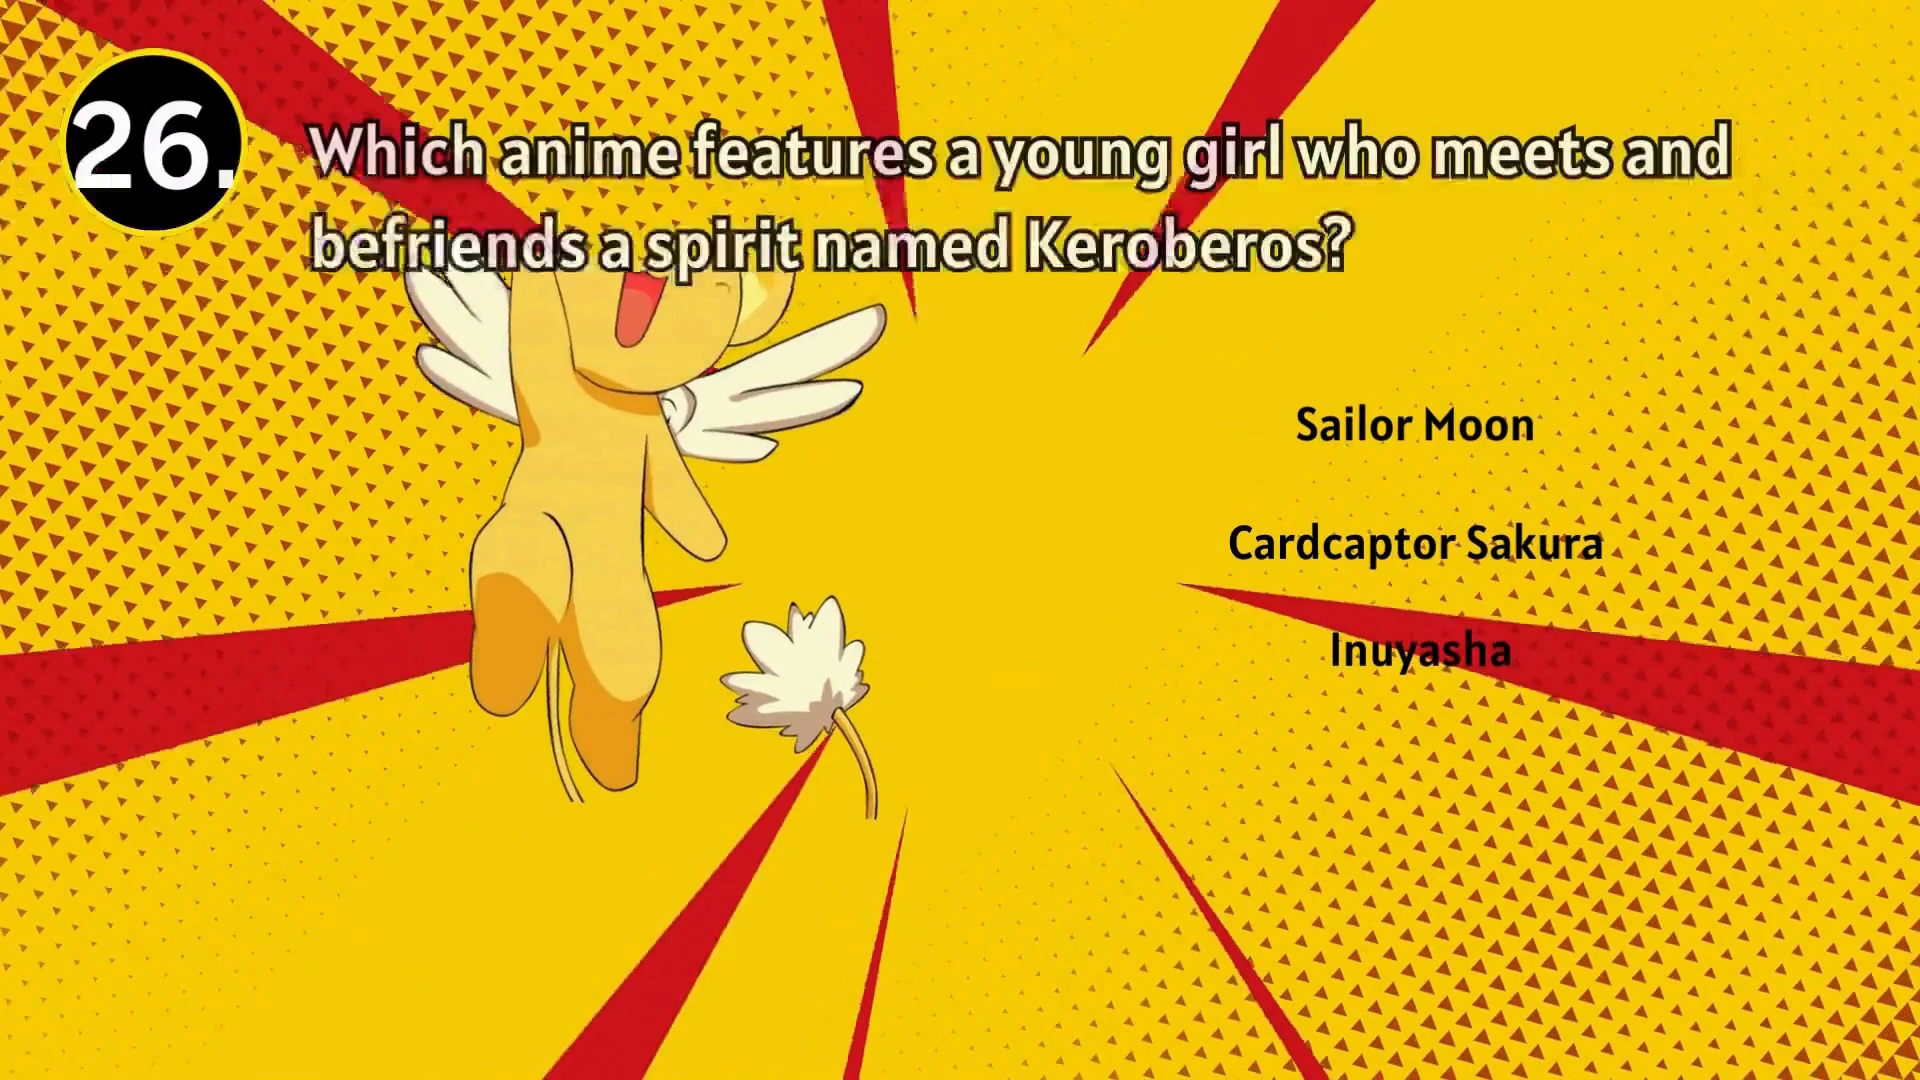 26.
Which anime features a young girl who meets and
befriends a spirit named Keroberos?
Sailor Moon
Cardcaptor Sakura
Inuyasha